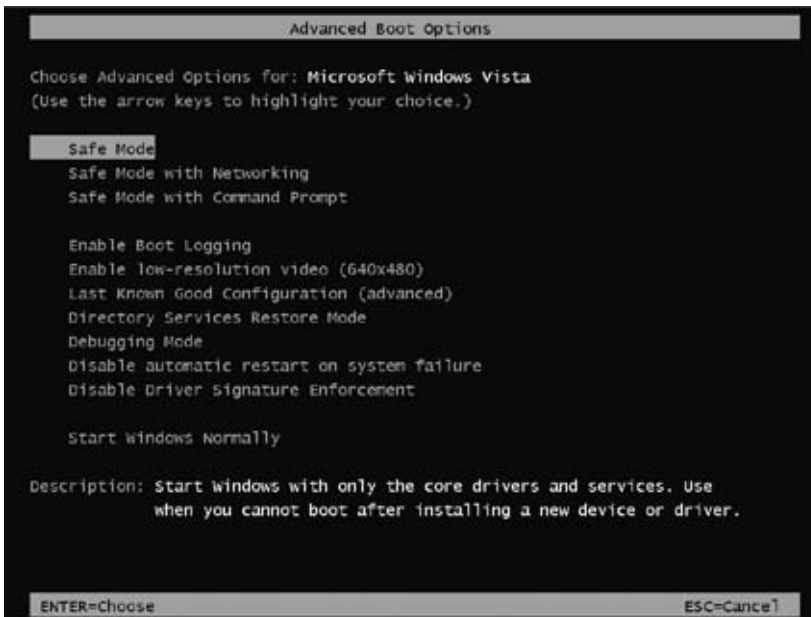 Advanced Boot Options
Choose Advanced Options for: Microsoft Windows Vista
(Use the arrow keys to highlight your choice.)
Safe Mode
Safe Mode with Networking
Safe Mode with Command Prompt
Enable Boot Logging
Enable low-resolution video (640x480)
Last Known Good Configuration (advanced)
Directory Services Restore Mode
Debugging Mode
Disable automatic restart on system failure
Disable Driver Signature Enforcement
Start Windows Normally
Description: Start Windows with only the core drivers and services. Use
when you cannot boot after installing a new device or driver.
ENTER=Choose ESC=Cancel